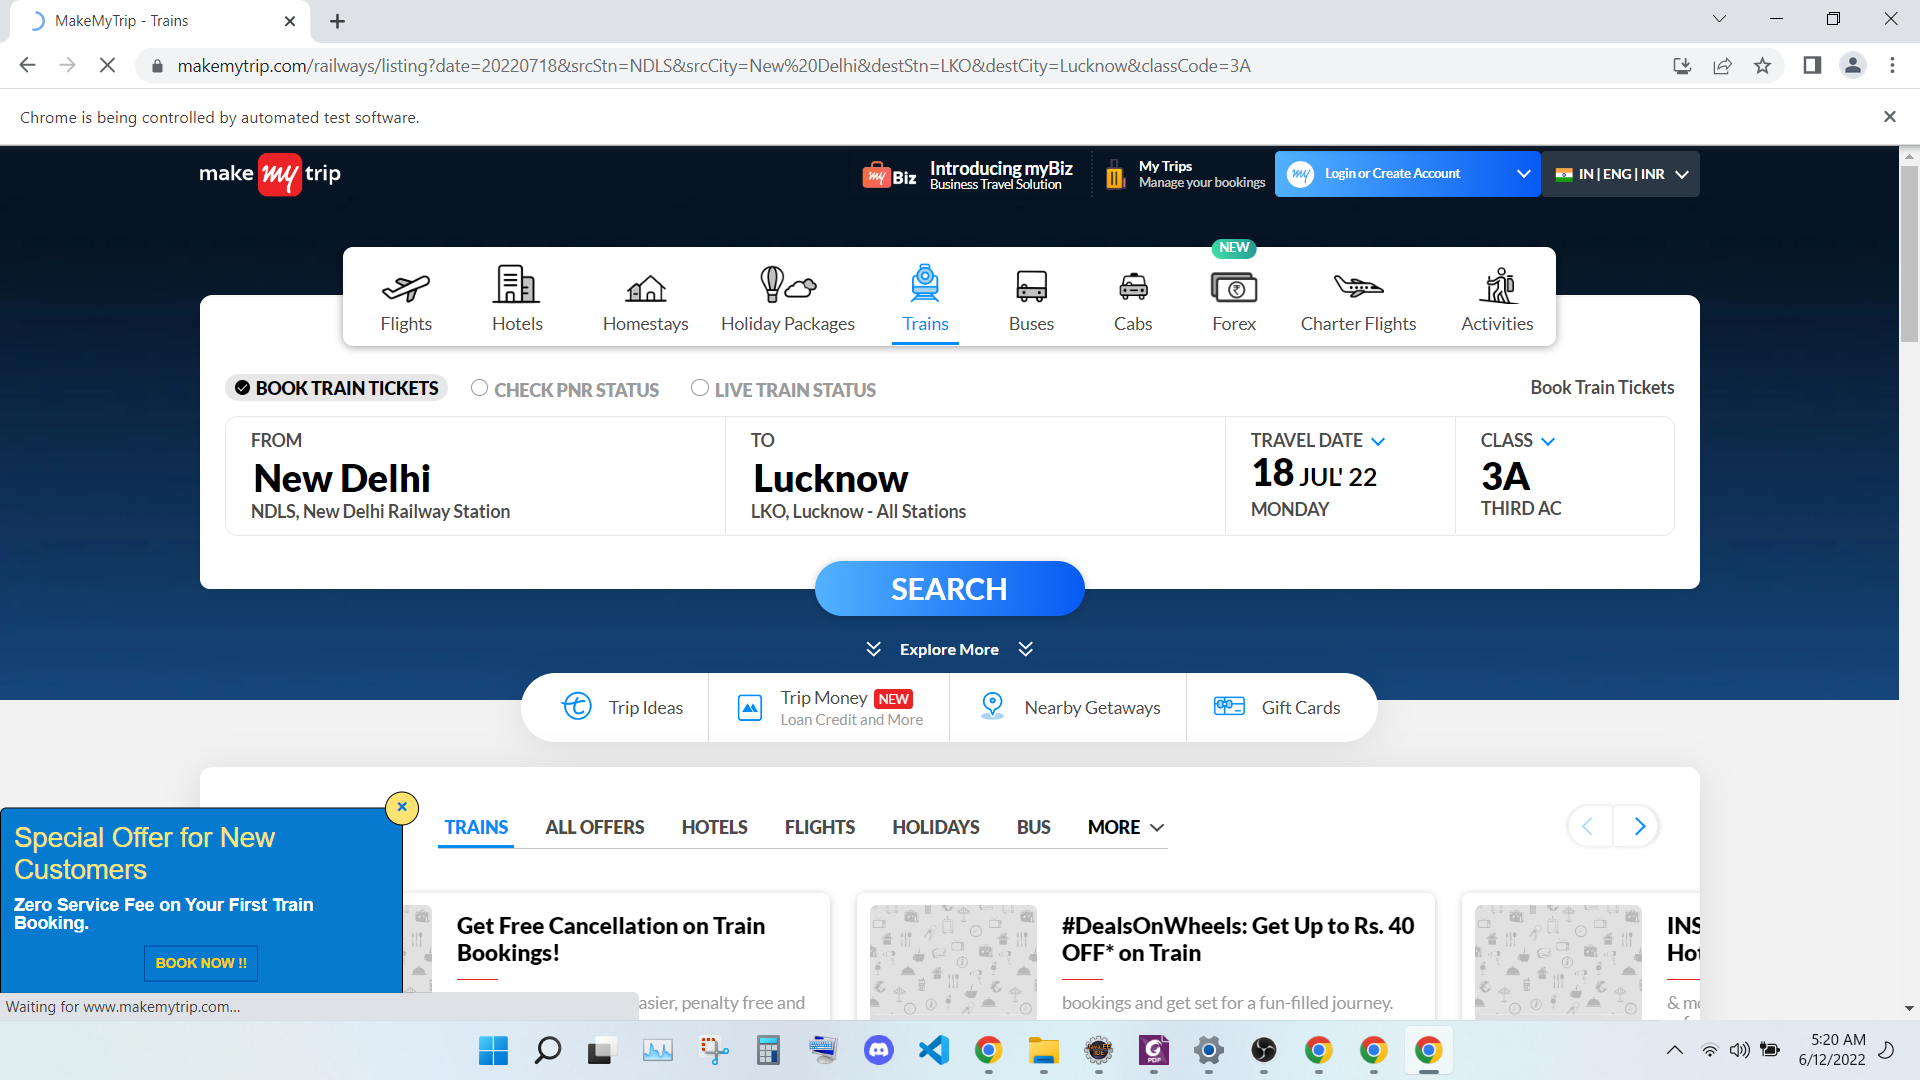 MakeMyTrip - Trains
makemytrip.com/railways/listing?date=20220718&srcStn=NDLS&srcCity=New%20Delhi&destStn=LKO&destCity=Lucknow&classCode=3A
Chrome is being controlled by automated test software.
make my trip
my Biz
Introducing myBiz
Business Travel Solution
My Trips
Manage your bookings
my
Login or Create Account
IN | ENG | INR
NEW
Flights
Hotels
Homestays
Holiday Packages
Trains
Buses
Cabs
Forex
Charter Flights
Activities
BOOK TRAIN TICKETS
CHECK PNR STATUS
LIVE TRAIN STATUS
Book Train Tickets
FROM
New Delhi
NDLS, New Delhi Railway Station
TO
Lucknow
LKO, Lucknow - All Stations
TRAVEL DATE
18 JUL' 22
MONDAY
CLASS
3A
THIRD AC
SEARCH
Explore More
Trip Ideas
Trip Money NEW
Loan Credit and More
Nearby Getaways
Gift Cards
TRAINS
ALL OFFERS
HOTELS
FLIGHTS
HOLIDAYS
BUS
MORE
Special Offer for New
Customers
Zero Service Fee on Your First Train
Booking.
BOOK NOW !!
Get Free Cancellation on Train
Bookings!
asier, penalty free and
#DealsOnWheels: Get Up to Rs. 40
OFF* on Train
bookings and get set for a fun-filled journey.
INS
Hot
& mo
Waiting for www.makemytrip.com...
5:20 AM
6/12/2022